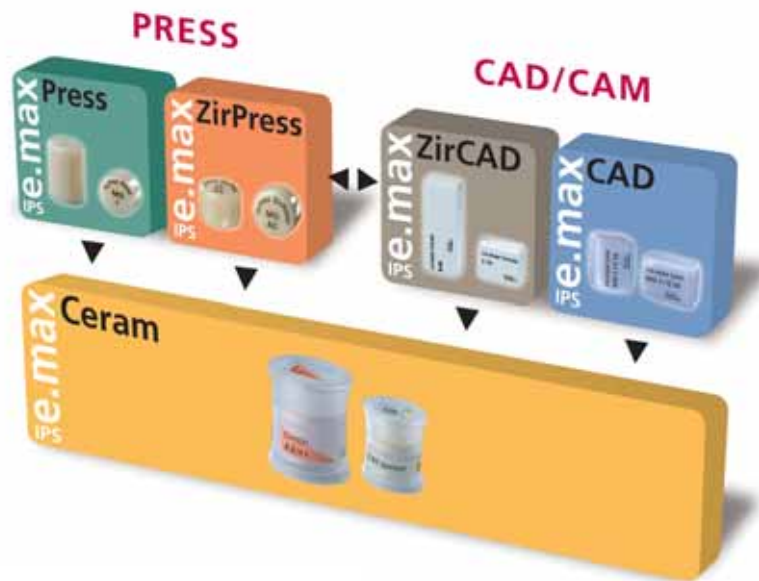 PRESS
CAD/CAM
IPS e.max
Press
IPS e.max
ZirPress
IPS e.max
ZirCAD
IPS e.max
CAD
IPS e.max
Ceram